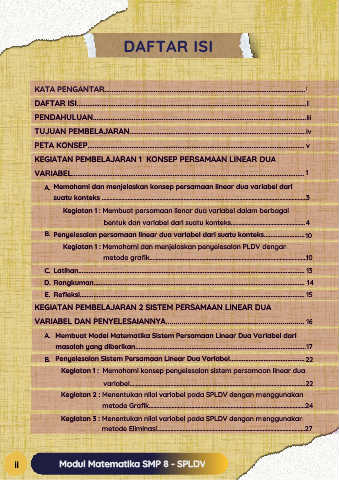 DAFTAR ISI
KATA PENGANTAR.......... i
DAFTAR ISI.......... ii
PENDAHULUAN.......... iii
TUJUAN PEMBELAJARAN.......... iv
PETA KONSEP.......... v
KEGIATAN PEMBELAJARAN 1 KONSEP PERSAMAAN LINEAR DUA
VARIABEL.......... 1
A. Memahami dan menjelaskan konsep persamaan linear dua variabel dari
suatu konteks ..........3
Kegiatan 1 : Membuat persamaan lienar dua variabel dalam berbagai
bentuk dan variabel dari suatu konteks.......... 4
B. Penyelesaian persamaan linear dua variabel dari suatu konteks.......... 10
Kegiatan 1 : Memahami dan menjelaskan penyelesaian PLDV dengan
metode grafik..........10
C. Latihan.......... 13
D. Rangkuman.......... 14
E. Refleksi.......... 15
KEGIATAN PEMBELAJARAN 2 SISTEM PERSAMAAN LINEAR DUA
VARIABEL DAN PENYELESAIANNYA.......... 16
A. Membuat Model Matematika Sistem Persamaan Linear Dua Variabel dari
masalah yang diberikan..........17
B. Penyelesaian Sistem Persamaan Linear Dua Variabel..........22
Kegiatan 1 : Memahami konsep penyelesaian sistem persamaan linear dua
variabel..........22
Kegiatan 2 : Menentukan nilai variabel pada SPLDV dengan menggunakan
metode Grafik..........24
Kegiatan 3 : Menentukan nilai variabel pada SPLDV dengan menggunakan
metode Eliminasi..........27
ii Modul Matematika SMP 8 - SPLDV